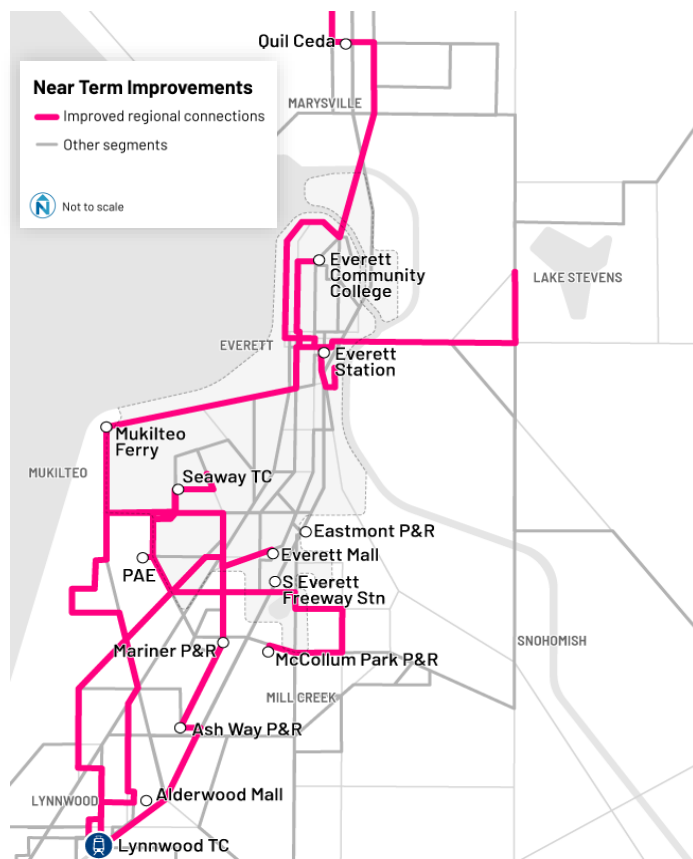 Quil Ceda
Near Term Improvements
Improved regional connections
Other segments
N
Not to scale
MARYSVILLE
Everett
Community
College
LAKE STEVENS
EVERETT
Everett
Station
Mukilteo
Ferry
MUKILTEO
Seaway TC
Eastmont P&R
Everett Mall
PAE
S Everett
Freeway Stn
SNOHOMISH
Mariner P&R
McCollum Park P&R
MILL CREEK
Ash Way P&R
LYNNWOOD
Alderwood Mall
Lynnwood TC